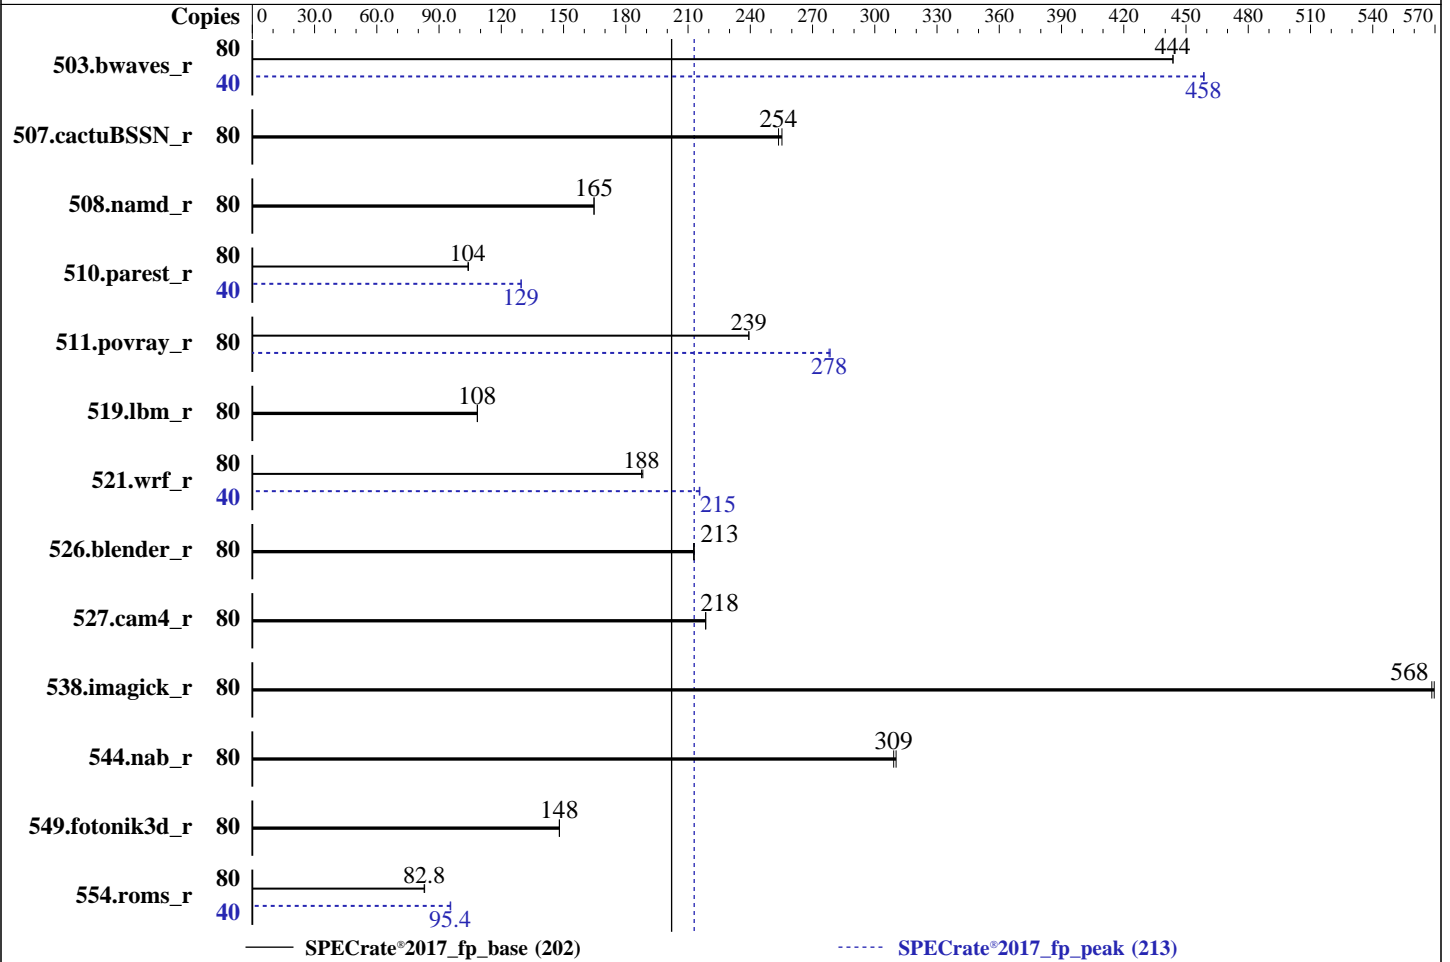 Copies 0 30.0 60.0 90.0 120 150 180 210 240 270 300 330 360 390 420 450 480 510 540 570
503.bwaves_r 80 444
40 458
507.cactuBSSN_r 80 254
508.namd_r 80 165
510.parest_r 80 104
40 129
511.povray_r 80 239
278
519.lbm_r 80 108
521.wrf_r 80 188
40 215
526.blender_r 80 213
527.cam4_r 80 218
538.imagick_r 80 568
544.nab_r 80 309
549.fotonik3d_r 80 148
554.roms_r 80 82.8
40 95.4
SPECrate®2017_fp_base (202) SPECrate®2017_fp_peak (213)